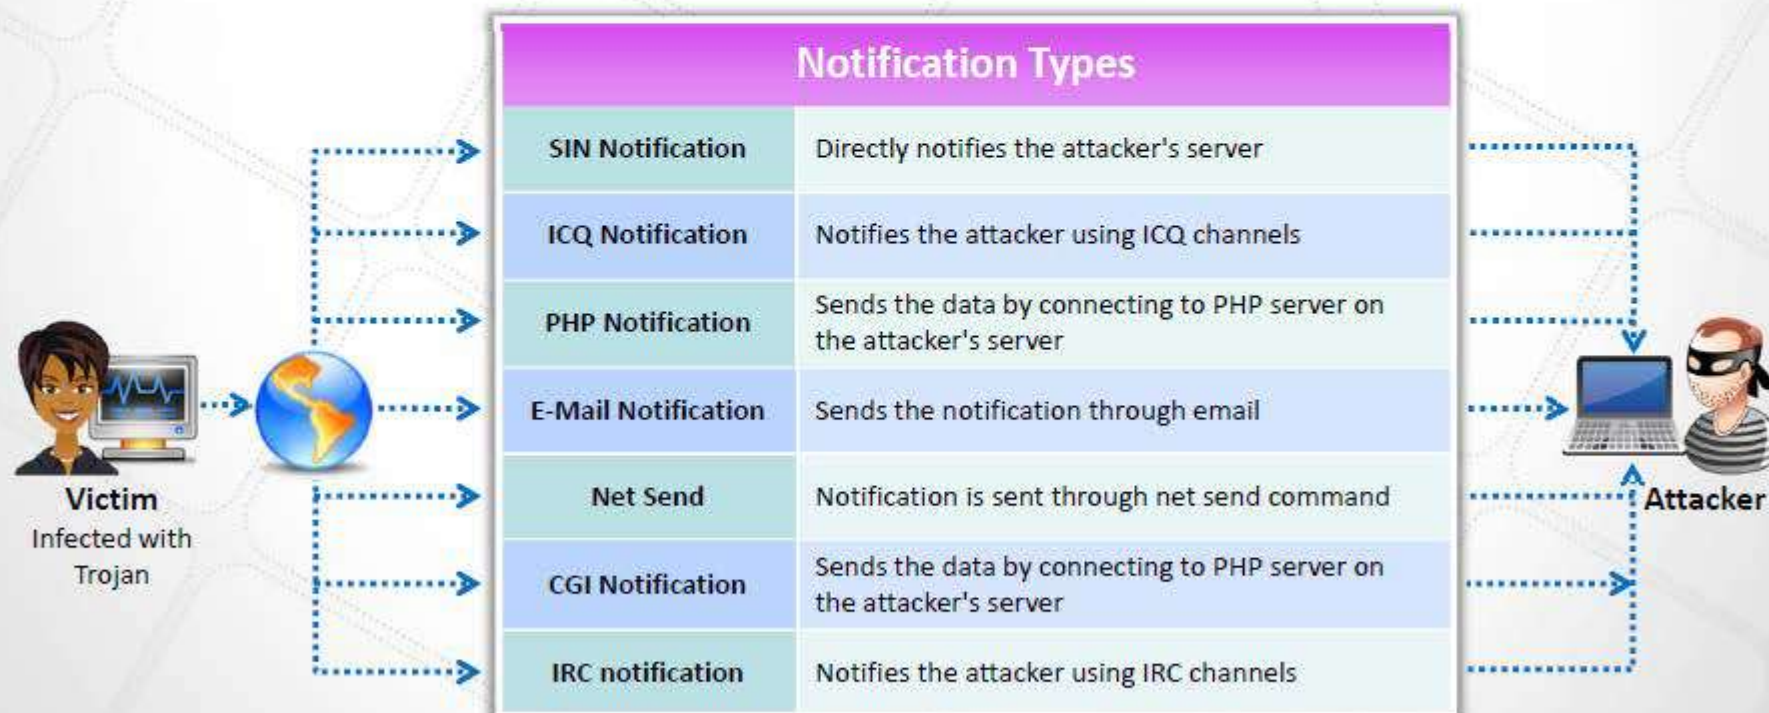 Notification Types
SIN Notification
Directly notifies the attacker's server
ICQ Notification
Notifies the attacker using ICQ channels
PHP Notification
Sends the data by connecting to PHP server on
the attacker's server
E-Mail Notification
Sends the notification through email
Net Send
Notification is sent through net send command
CGI Notification
Sends the data by connecting to PHP server on
the attacker's server
IRC notification
Notifies the attacker using IRC channels
Victim
Infected with
Trojan
Attacker